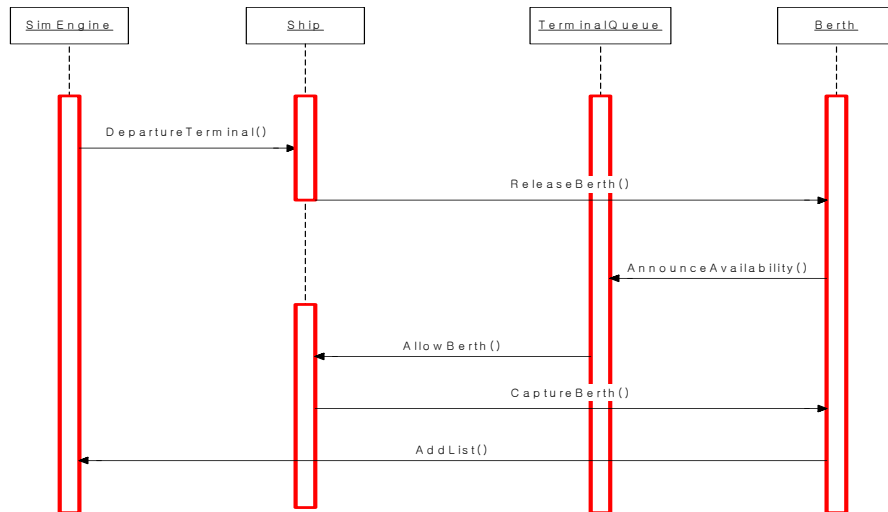 SimEngine
Ship
TerminalQueue
Berth
DepartureTerminal()
ReleaseBerth()
AnnounceAvailability()
AllowBerth()
CaptureBerth()
AddList()